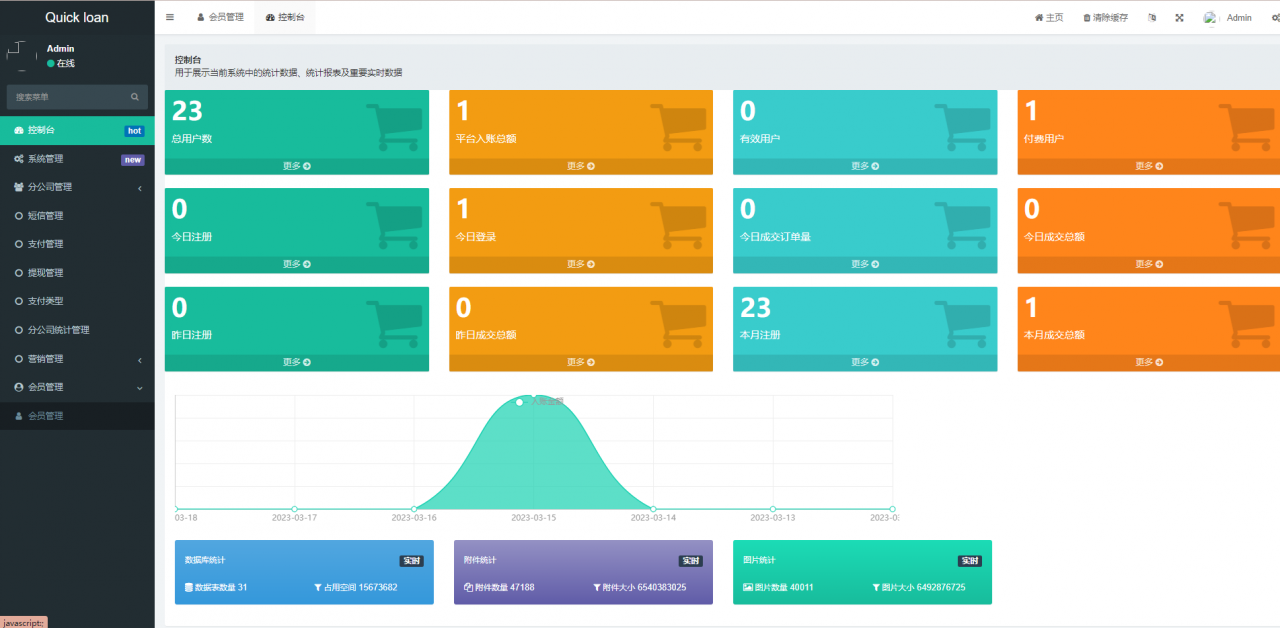 Quick loan
会员管理
控制台
主页
清除缓存
Admin
Admin
在线
搜索菜单
控制台 hot
系统管理 new
分公司管理
短信管理
支付管理
提现管理
支付类型
分公司统计管理
营销管理
会员管理
会员管理
控制台
用于展示当前系统中的统计数据、统计报表及重要实时数据
23
总用户数
更多
1
平台入账总额
更多
0
有效用户
更多
1
付费用户
更多
0
今日注册
更多
1
今日登录
更多
0
今日成交订单量
更多
0
今日成交总额
更多
0
昨日注册
更多
0
昨日成交总额
更多
23
本月注册
更多
1
本月成交总额
更多
入账金额
03-18 2023-03-17 2023-03-16 2023-03-15 2023-03-14 2023-03-13 2023-0
数据库统计 实时
数据表数量 31 占用空间 15673682
附件统计 实时
附件数量 47188 附件大小 6540383025
图片统计 实时
图片数量 40011 图片大小 6492876725
javascript:;